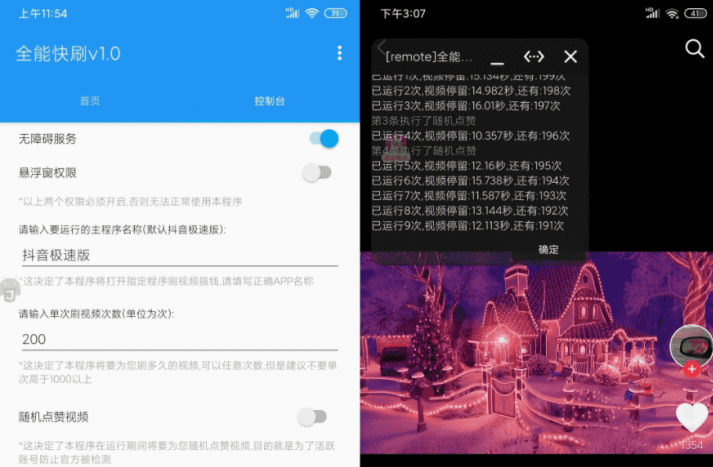 上午11:54
全能快刷v1.0
首页
控制台
无障碍服务
悬浮窗权限
*以上两个权限必须开启,否则无法正常使用本程序
请输入要运行的主程序名称(默认抖音极速版):
抖音极速版
*这决定了本程序将打开指定程序刷视频搞钱,请填写正确APP名称
请输入单次刷视频次数(单位为次):
200
*这决定了本程序将要为您刷多久的视频,可以任意次数,但是建议不要单
次高于1000以上
随机点赞视频
*这决定了本程序在运行期间将要为您随机点赞视频,目的就是为了活跃
账号防止官方被检测
下午3:07
41
[remote]全能...
已运行1次,视频停留:15.134秒,还有:199次
已运行2次,视频停留:14.982秒,还有:198次
已运行3次,视频停留:16.01秒,还有:197次
第3条执行了随机点赞
已运行4次,视频停留:10.357秒,还有:196次
第4条执行了随机点赞
已运行5次,视频停留:12.16秒,还有:195次
已运行6次,视频停留:15.738秒,还有:194次
已运行7次,视频停留:11.587秒,还有:193次
已运行8次,视频停留:13.144秒,还有:192次
已运行9次,视频停留:12.113秒,还有:191次
确定
1354